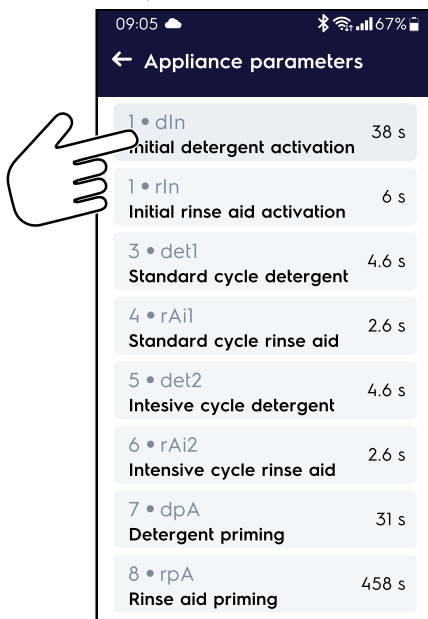 09:05 67%
← Appliance parameters
1 • dIn
Initial detergent activation
38 s
1 • rIn
Initial rinse aid activation
6 s
3 • det1
Standard cycle detergent
4.6 s
4 • rAi1
Standard cycle rinse aid
2.6 s
5 • det2
Intesive cycle detergent
4.6 s
6 • rAi2
Intensive cycle rinse aid
2.6 s
7 • dpA
Detergent priming
31 s
8 • rpA
Rinse aid priming
458 s